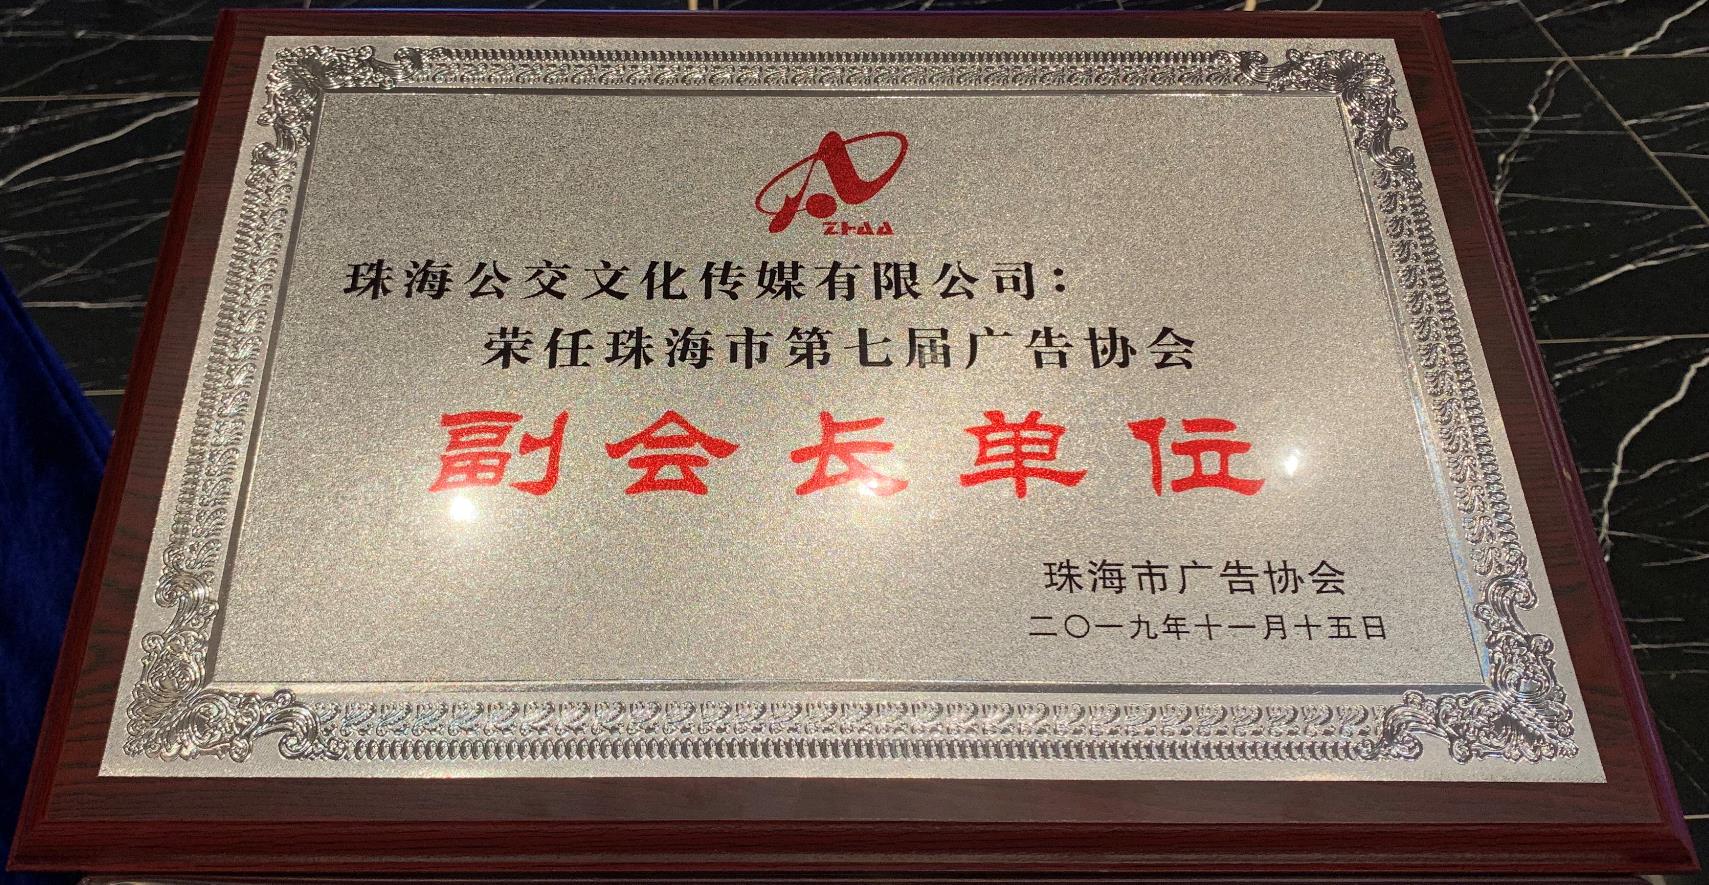 ZHAA
珠海公交文化传媒有限公司：
荣任珠海市第七届广告协会
副会长单位
珠海市广告协会
二〇一九年十一月十五日